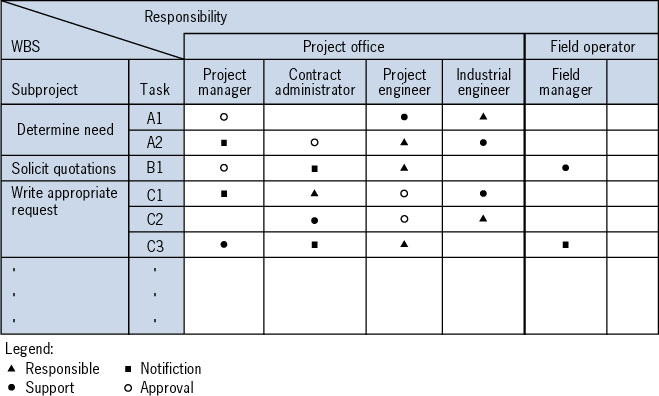 Responsibility
WBS Project office Field operator
Subproject Task Project manager Contract administrator Project engineer Industrial engineer Field manager
Determine need A1 ○ ● ▲
A2 ■ ○ ▲ ●
Solicit quotations B1 ○ ■ ▲ ●
Write appropriate request C1 ■ ▲ ○ ●
C2 ● ○ ▲
C3 ● ■ ▲ ■
' '
' '
' '
Legend:
▲ Responsible ■ Notifiction
● Support ○ Approval